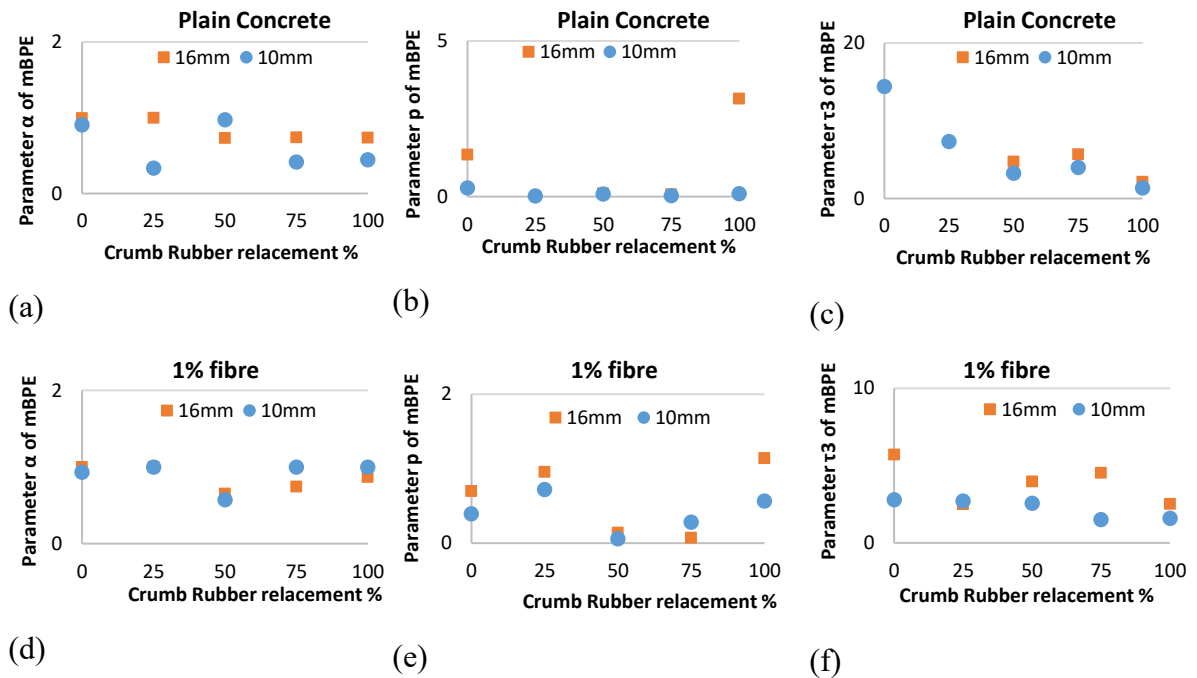 Plain Concrete
Parameter α of mBPE
2
0
16mm 10mm
0 25 50 75 100
Crumb Rubber relacement %
(a)
Plain Concrete
Parameter p of mBPE
5
0
16mm 10mm
0 25 50 75 100
Crumb Rubber relacement %
(b)
Plain Concrete
Parameter τ3 of mBPE
20
0
16mm 10mm
0 25 50 75 100
Crumb Rubber relacement %
(c)
1% fibre
Parameter α of mBPE
2
0
16mm 10mm
0 25 50 75 100
Crumb Rubber relacement %
(d)
1% fibre
Parameter p of mBPE
2
0
16mm 10mm
0 25 50 75 100
Crumb Rubber relacement %
(e)
1% fibre
Parameter τ3 of mBPE
10
0
16mm 10mm
0 25 50 75 100
Crumb Rubber relacement %
(f)